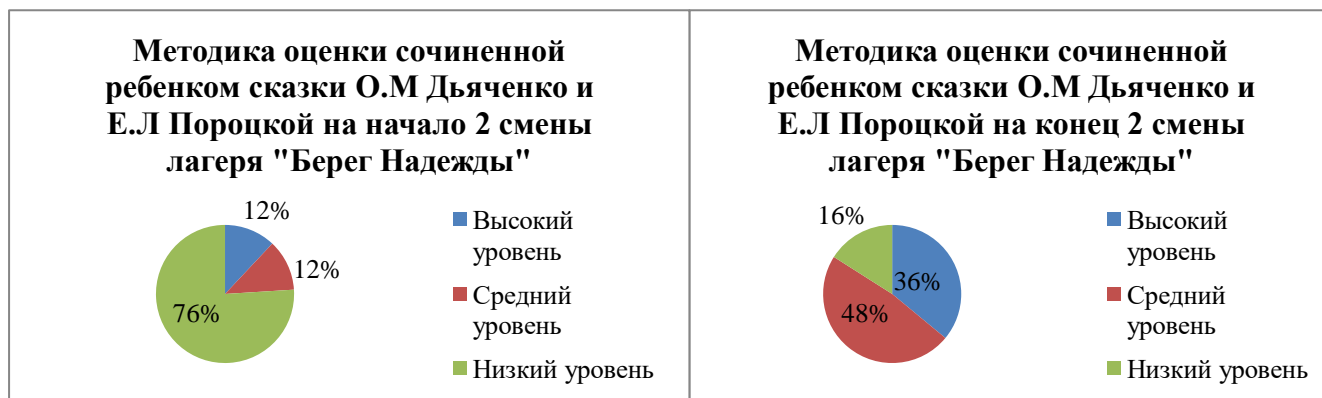 Методика оценки сочиненной
ребенком сказки О.М Дьяченко и
Е.Л Пороцкой на начало 2 смены
лагеря "Берег Надежды"
12%
12%
76%
Высокий
уровень
Средний
уровень
Низкий уровень
Методика оценки сочиненной
ребенком сказки О.М Дьяченко и
Е.Л Пороцкой на конец 2 смены
лагеря "Берег Надежды"
16%
36%
48%
Высокий
уровень
Средний
уровень
Низкий уровень